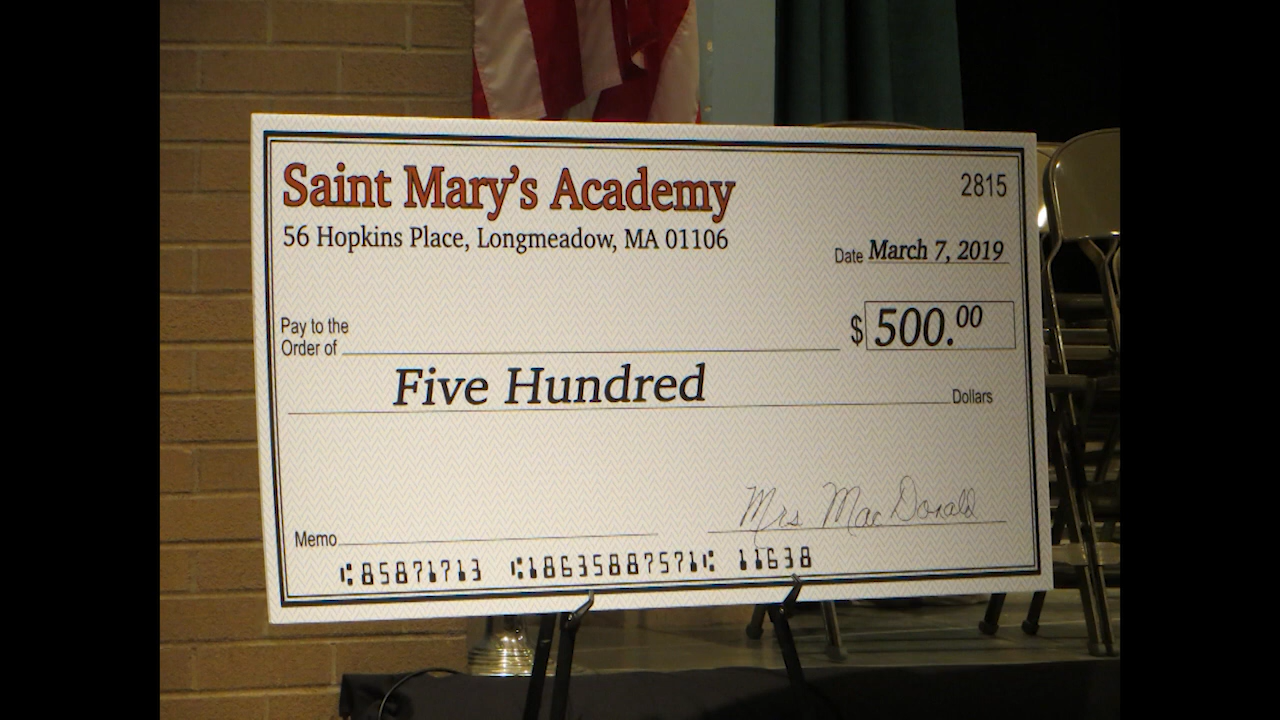 Saint Mary's Academy
2815
56 Hopkins Place, Longmeadow, MA 01106
Date March 7, 2019
Pay to the
Order of
$ 500.00
Five Hundred Dollars
Mrs MacDonald
Memo
⑆85871713 ⑆18635887571⑆ 11638